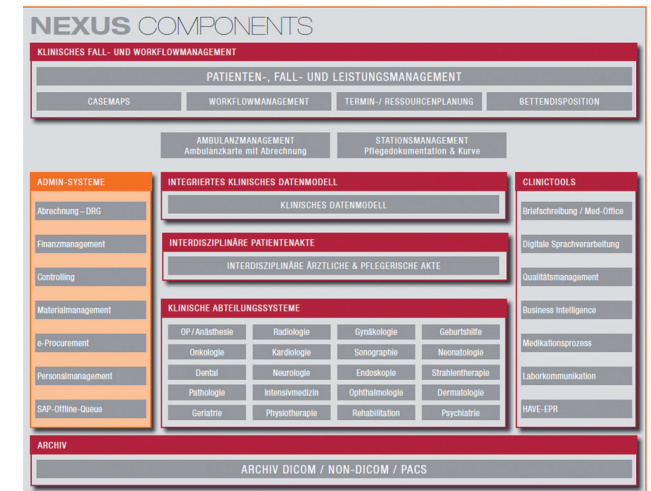 NEXUS COMPONENTS
KLINISCHES FALL- UND WORKFLOWMANAGEMENT
PATIENTEN-, FALL- UND LEISTUNGSMANAGEMENT
CASEMAPS
WORKFLOWMANAGEMENT
TERMIN-/ RESSOURCENPLANUNG
BETTENDISPOSITION
AMBULANZMANAGEMENT
Ambulanzkarte mit Abrechnung
STATIONSMANAGEMENT
Pflegedokumentation & Kurve
ADMIN-SYSTEME
Abrechnung – DRG
Finanzmanagement
Controlling
Materialmanagement
e-Procurement
Personalmanagement
SAP-Offline-Queue
INTEGRIERTES KLINISCHES DATENMODELL
KLINISCHES DATENMODELL
INTERDISZIPLINÄRE PATIENTENAKTE
INTERDISZIPLINÄRE ÄRZTLICHE & PFLEGERISCHE AKTE
KLINISCHE ABTEILUNGSSYSTEME
OP/Anästhesie Radiologie Gynäkologie Geburtshilfe
Onkologie Kardiologie Sonographie Neonatologie
Dental Neurologie Endoskopie Strahlentherapie
Pathologie Intensivmedizin Ophthalmologie Dermatologie
Geriatrie Physiotherapie Rehabilitation Psychiatrie
CLINICTOOLS
Briefschreibung / Med-Office
Digitale Sprachverarbeitung
Qualitätsmanagement
Business Intelligence
Medikationsprozess
Laborkommunikation
HAVE-EPR
ARCHIV
ARCHIV DICOM / NON-DICOM / PACS